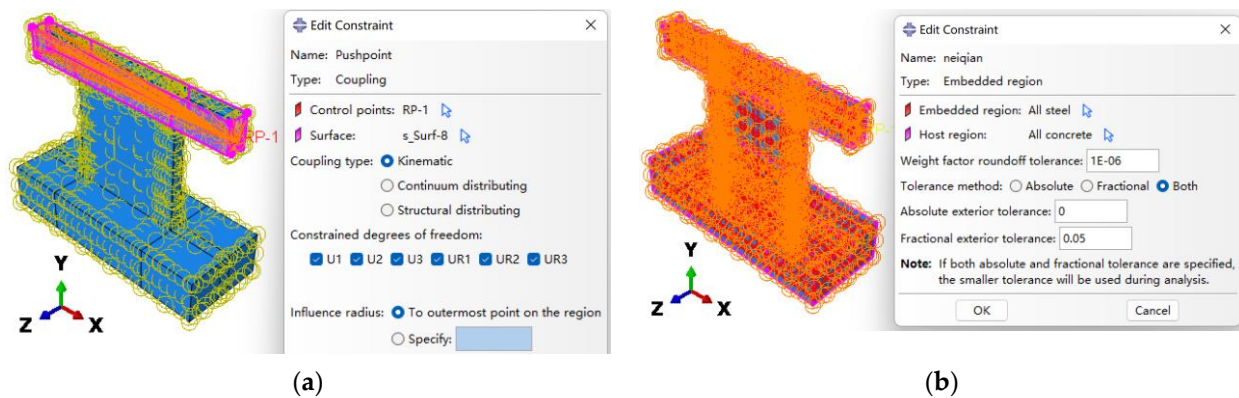 Edit Constraint
Name: Pushpoint
Type: Coupling
Control points: RP-1
Surface: s_Surf-8
Coupling type: Kinematic
Continuum distributing
Structural distributing
Constrained degrees of freedom:
U1 U2 U3 UR1 UR2 UR3
Influence radius: To outermost point on the region
Specify:
RP-1
Y
Z X
(a)
Edit Constraint
Name: neiqian
Type: Embedded region
Embedded region: All steel
Host region: All concrete
Weight factor roundoff tolerance: 1E-06
Tolerance method: Absolute Fractional Both
Absolute exterior tolerance: 0
Fractional exterior tolerance: 0.05
Note: If both absolute and fractional tolerance are specified,
the smaller tolerance will be used during analysis.
OK Cancel
Y
Z X
(b)